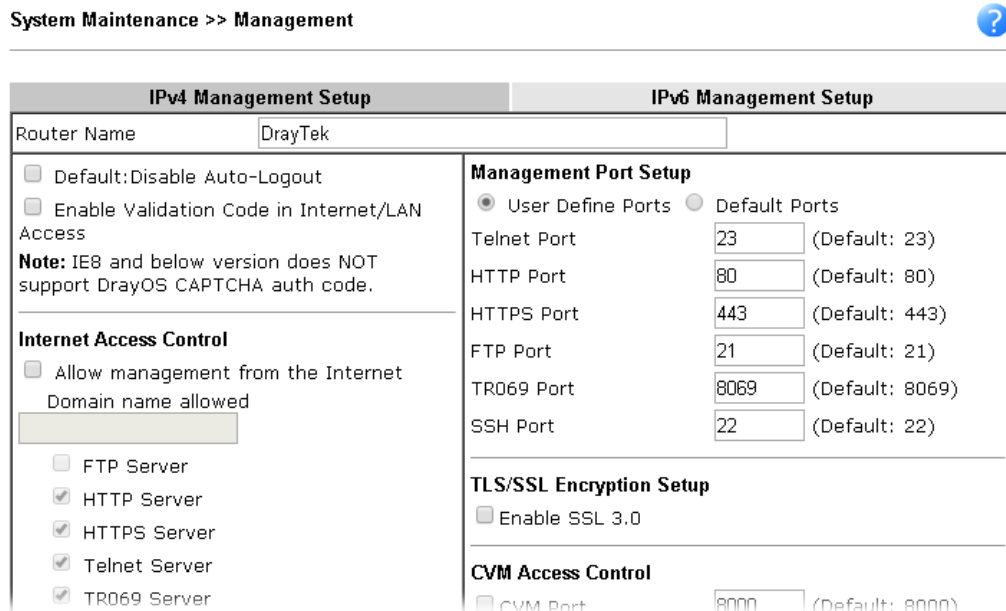 System Maintenance >> Management
?
IPv4 Management Setup
IPv6 Management Setup
Router Name
DrayTek
Default:Disable Auto-Logout
Enable Validation Code in Internet/LAN
Access
Note: IE8 and below version does NOT
support DrayOS CAPTCHA auth code.
Internet Access Control
Allow management from the Internet
Domain name allowed
FTP Server
HTTP Server
HTTPS Server
Telnet Server
TR069 Server
Management Port Setup
User Define Ports Default Ports
Telnet Port 23 (Default: 23)
HTTP Port 80 (Default: 80)
HTTPS Port 443 (Default: 443)
FTP Port 21 (Default: 21)
TR069 Port 8069 (Default: 8069)
SSH Port 22 (Default: 22)
TLS/SSL Encryption Setup
Enable SSL 3.0
CVM Access Control
CVM Port 8000 (Default: 8000)